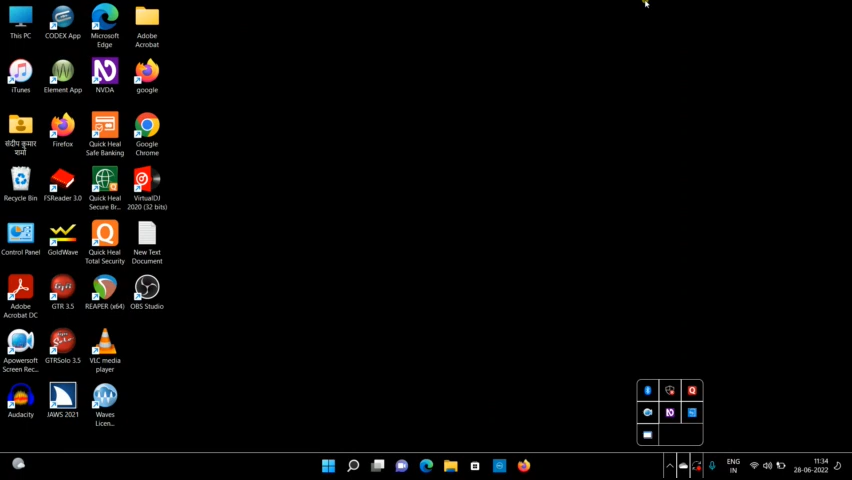 This PC
CODEX App
Microsoft
Edge
Adobe
Acrobat
iTunes
Element App
NVDA
google
संदीप कुमार
शर्मा
Firefox
Quick Heal
Safe Banking
Google
Chrome
Recycle Bin
FSReader 3.0
Quick Heal
Secure Br...
VirtualDJ
2020 (32 bits)
Control Panel
GoldWave
Quick Heal
Total Security
New Text
Document
Adobe
Acrobat DC
GTR 3.5
REAPER (x64)
OBS Studio
Apowersoft
Screen Rec...
GTRSolo 3.5
VLC media
player
Audacity
JAWS 2021
Waves
Licen...
ENG
IN
11:34
28-06-2022